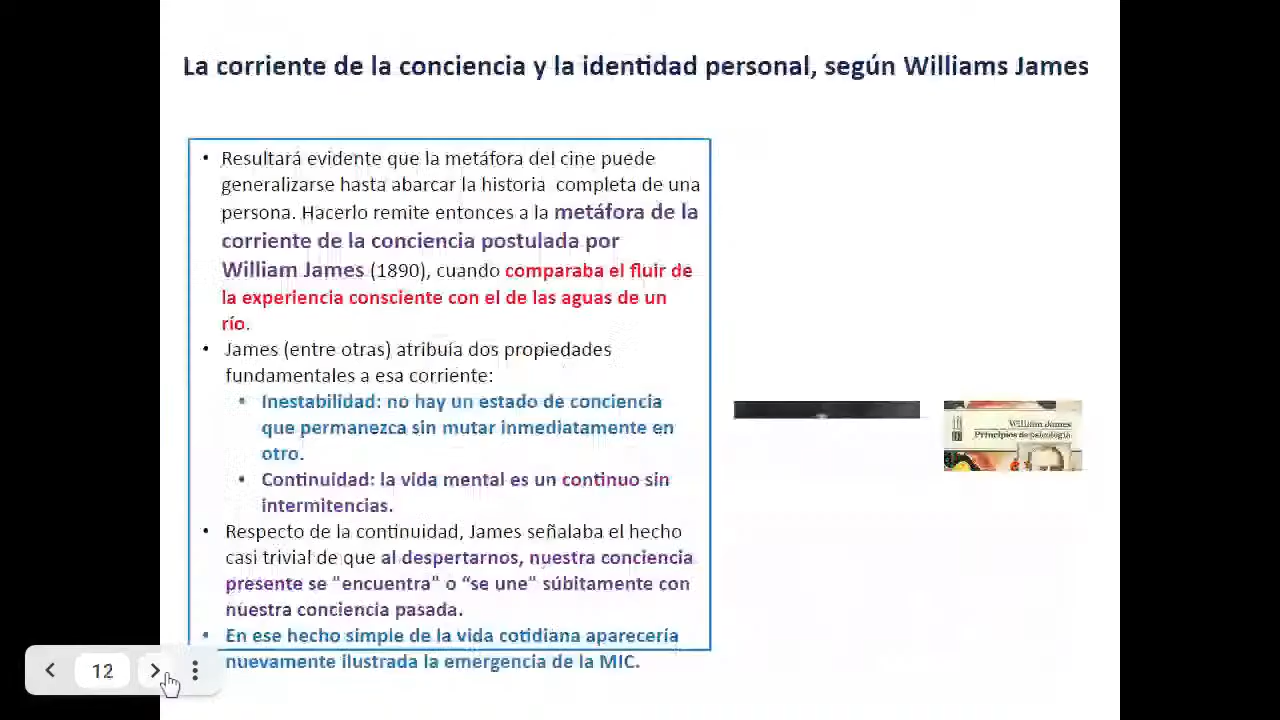 La corriente de la conciencia y la identidad personal, según Williams James
• Resultará evidente que la metáfora del cine puede
generalizarse hasta abarcar la historia completa de una
persona. Hacerlo remite entonces a la metáfora de la
corriente de la conciencia postulada por
William James (1890), cuando comparaba el fluir de
la experiencia consciente con el de las aguas de un
río.
• James (entre otras) atribuía dos propiedades
fundamentales a esa corriente:
• Inestabilidad: no hay un estado de conciencia
que permanezca sin mutar inmediatamente en
otro.
• Continuidad: la vida mental es un continuo sin
intermitencias.
• Respecto de la continuidad, James señalaba el hecho
casi trivial de que al despertarnos, nuestra conciencia
presente se "encuentra" o “se une" súbitamente con
nuestra conciencia pasada.
• En ese hecho simple de la vida cotidiana aparecería
nuevamente ilustrada la emergencia de la MIC.
William James
Principios de psicología
12